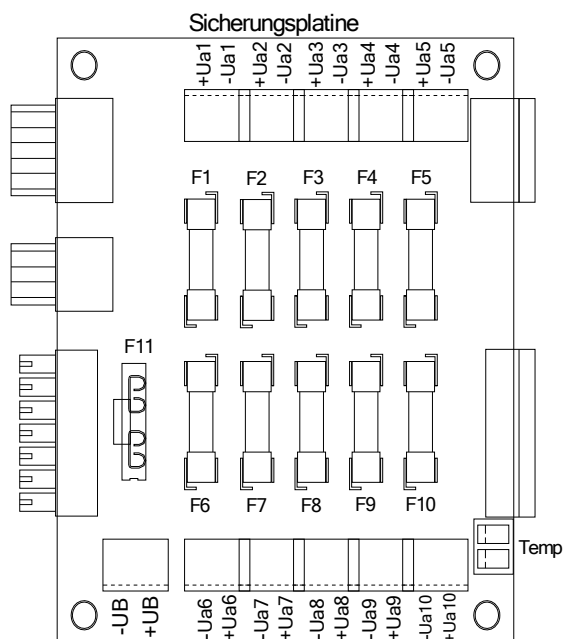 Sicherungsplatine
+Ua1
-Ua1
+Ua2
-Ua2
+Ua3
-Ua3
+Ua4
-Ua4
+Ua5
-Ua5
F1 F2 F3 F4 F5
F11
F6 F7 F8 F9 F10
Temp
-UB
+UB
-Ua6
+Ua6
-Ua7
+Ua7
-Ua8
+Ua8
-Ua9
+Ua9
-Ua10
+Ua10